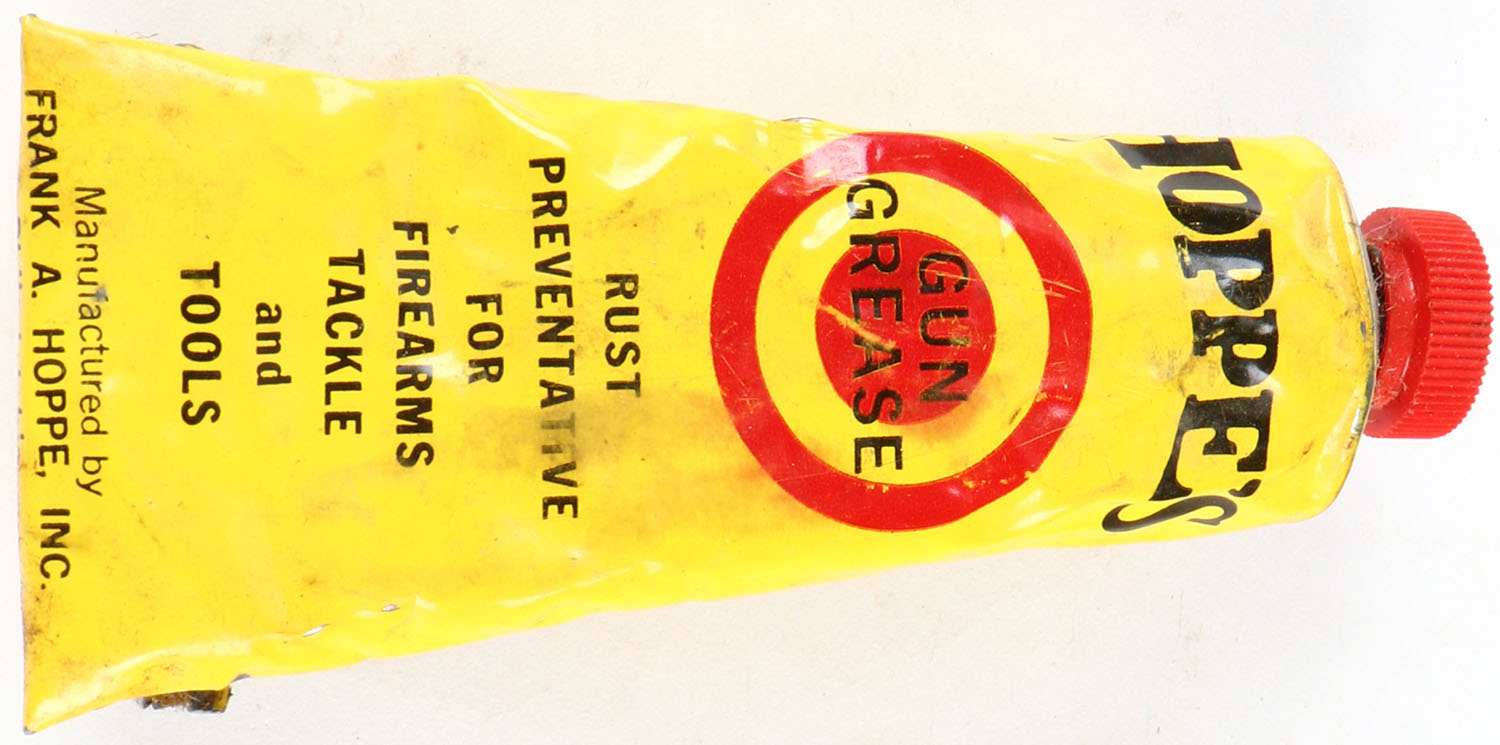 HOPPE'S
GUN
GREASE
RUST
PREVENTATIVE
FOR
FIREARMS
TACKLE
and
TOOLS
Manufactured by
FRANK A. HOPPE, INC.